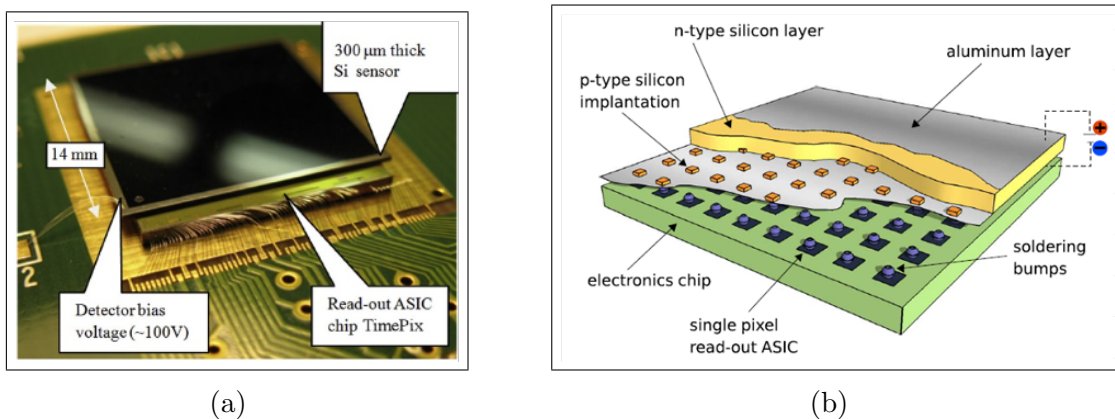 300 μm thick
Si sensor
14 mm
2
Detector bias
voltage (~100V)
Read-out ASIC
chip TimePix
(a)
n-type silicon layer
aluminum layer
p-type silicon
implantation
+
−
electronics chip
soldering
bumps
single pixel
read-out ASIC
(b)